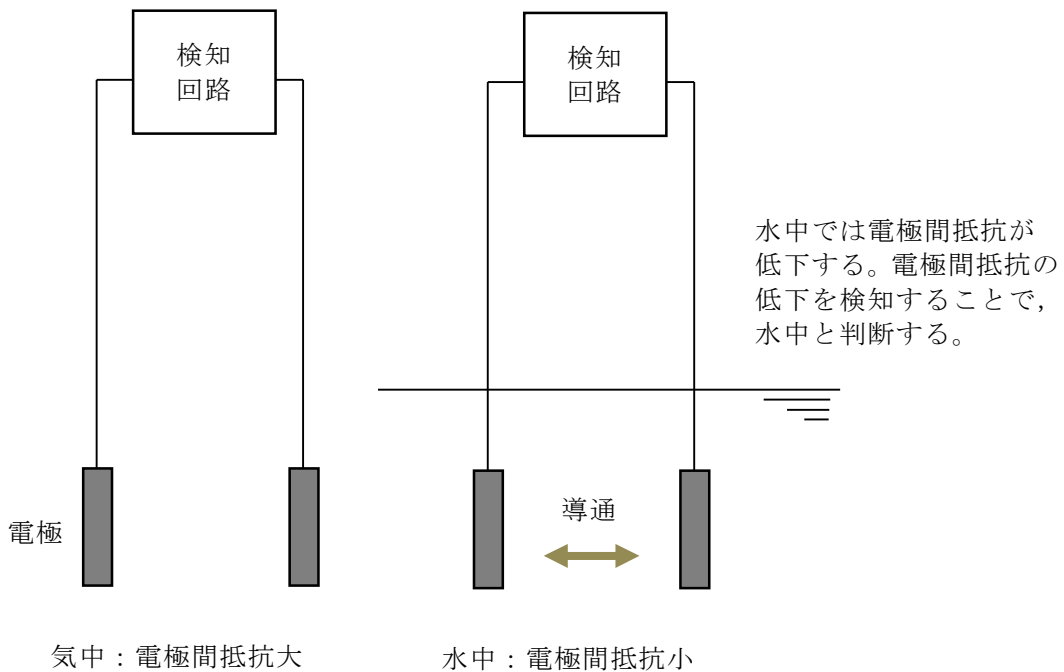 検知
回路
検知
回路
水中では電極間抵抗が
低下する。電極間抵抗の
低下を検知することで,
水中と判断する。
電極
導通
気中：電極間抵抗大
水中：電極間抵抗小